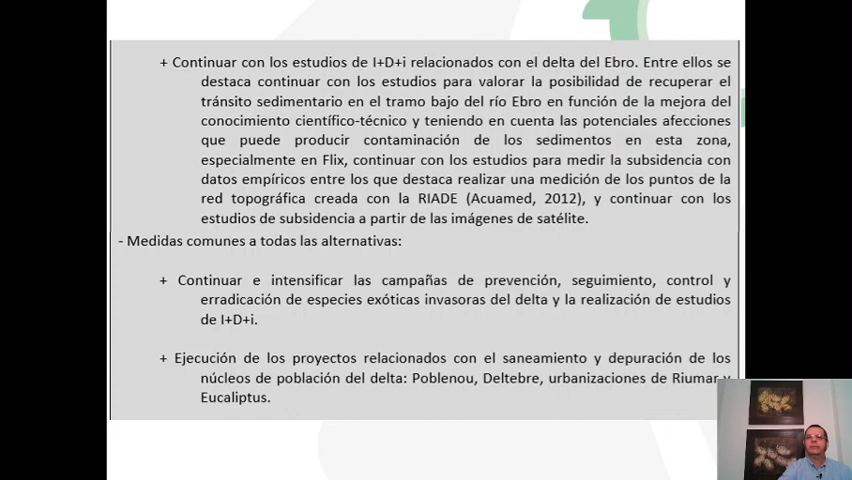 + Continuar con los estudios de I+D+i relacionados con el delta del Ebro. Entre ellos se
destaca continuar con los estudios para valorar la posibilidad de recuperar el
tránsito sedimentario en el tramo bajo del río Ebro en función de la mejora del
conocimiento científico-técnico y teniendo en cuenta las potenciales afecciones
que puede producir contaminación de los sedimentos en esta zona,
especialmente en Flix, continuar con los estudios para medir la subsidencia con
datos empíricos entre los que destaca realizar una medición de los puntos de la
red topográfica creada con la RIADE (Acuamed, 2012), y continuar con los
estudios de subsidencia a partir de las imágenes de satélite.
- Medidas comunes a todas las alternativas:
+ Continuar e intensificar las campañas de prevención, seguimiento, control y
erradicación de especies exóticas invasoras del delta y la realización de estudios
de I+D+i.
+ Ejecución de los proyectos relacionados con el saneamiento y depuración de los
núcleos de población del delta: Poblenou, Deltebre, urbanizaciones de Riumar y
Eucaliptus.